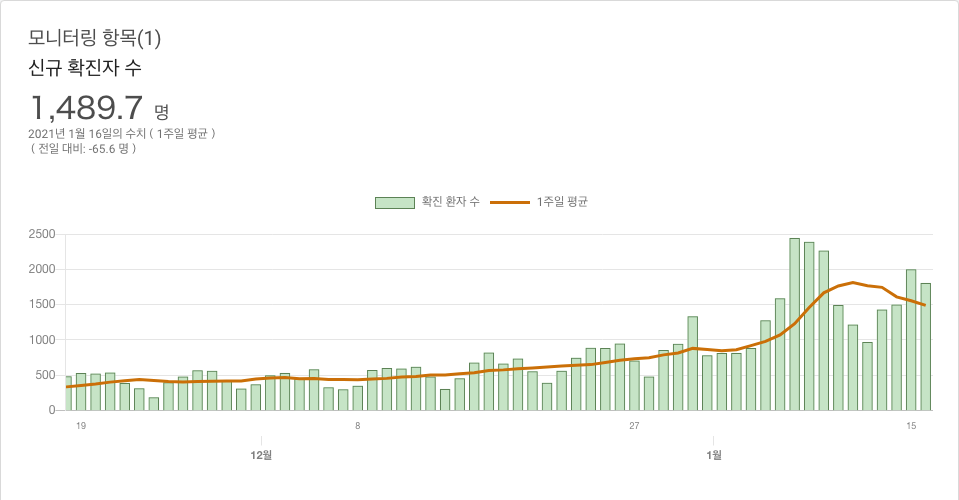 모니터링 항목(1)
신규 확진자 수
1,489.7 명
2021년 1월 16일의 수치 ( 1주일 평균 )
( 전일 대비: -65.6 명 )
확진 환자 수 1주일 평균
2500
2000
1500
1000
500
0
19 8 27 15
12월 1월